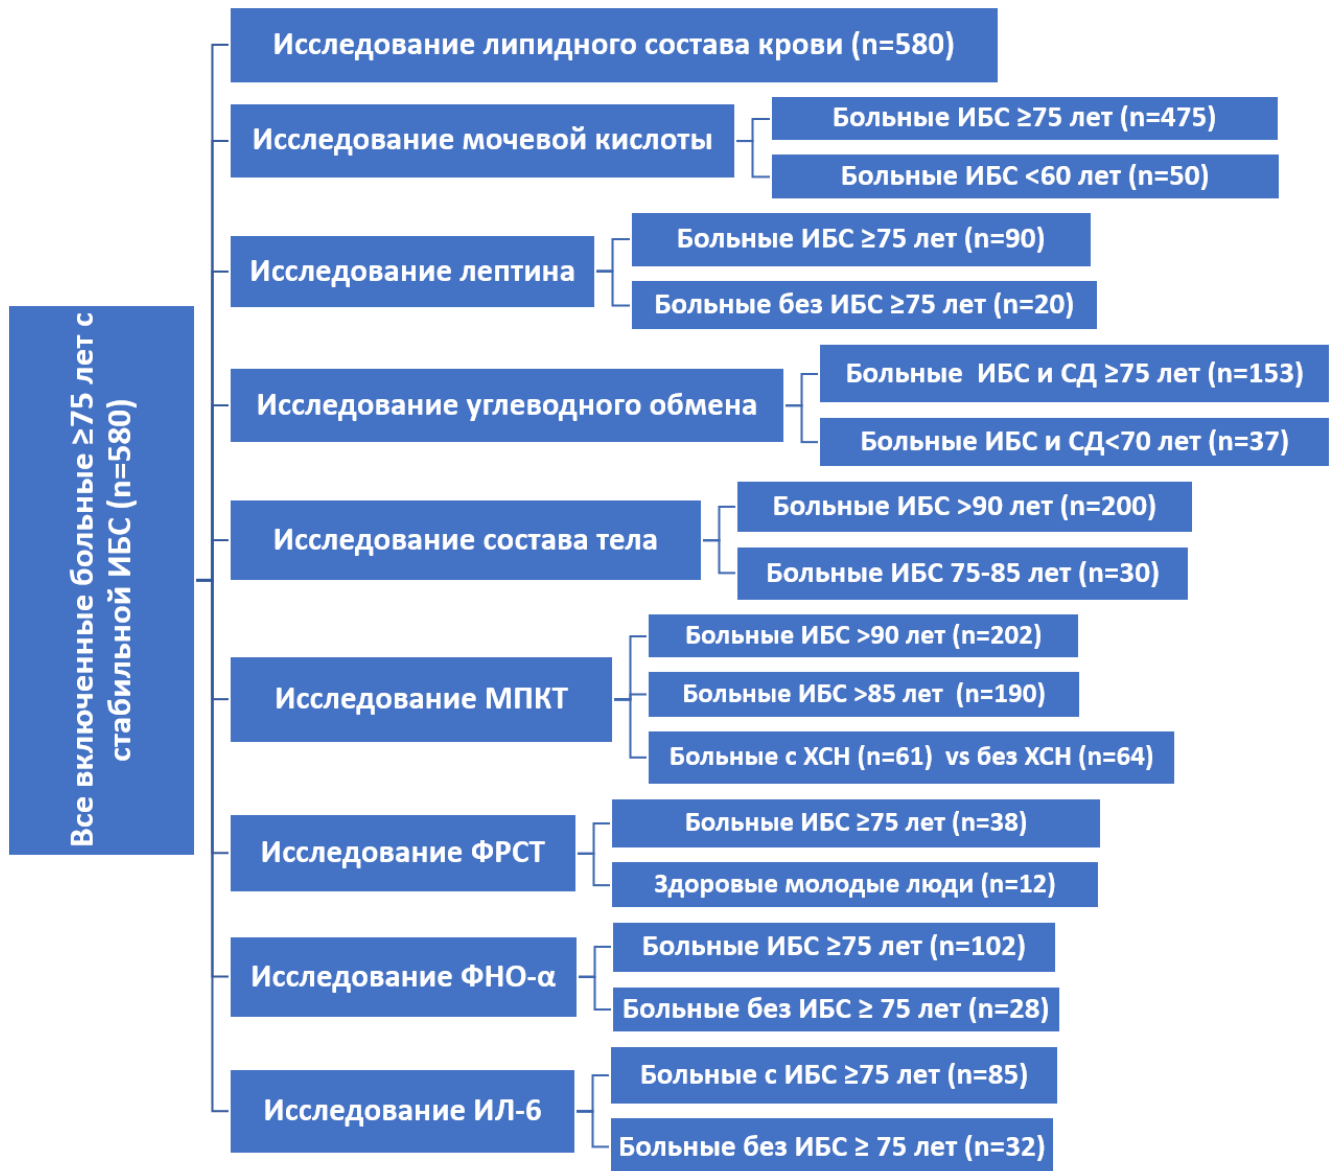 Все включенные больные ≥75 лет с
стабильной ИБС (n=580)
Исследование липидного состава крови (n=580)
Исследование мочевой кислоты
Больные ИБС ≥75 лет (n=475)
Больные ИБС <60 лет (n=50)
Исследование лептина
Больные ИБС ≥75 лет (n=90)
Больные без ИБС ≥75 лет (n=20)
Исследование углеводного обмена
Больные  ИБС и СД ≥75 лет (n=153)
Больные ИБС и СД<70 лет (n=37)
Исследование состава тела
Больные ИБС >90 лет (n=200)
Больные ИБС 75-85 лет (n=30)
Исследование МПКТ
Больные ИБС >90 лет (n=202)
Больные ИБС >85 лет  (n=190)
Больные с ХСН (n=61)  vs без ХСН (n=64)
Исследование ФРСТ
Больные ИБС ≥75 лет (n=38)
Здоровые молодые люди (n=12)
Исследование ФНО-α
Больные ИБС ≥75 лет (n=102)
Больные без ИБС ≥ 75 лет (n=28)
Исследование ИЛ-6
Больные с ИБС ≥75 лет (n=85)
Больные без ИБС ≥ 75 лет (n=32)